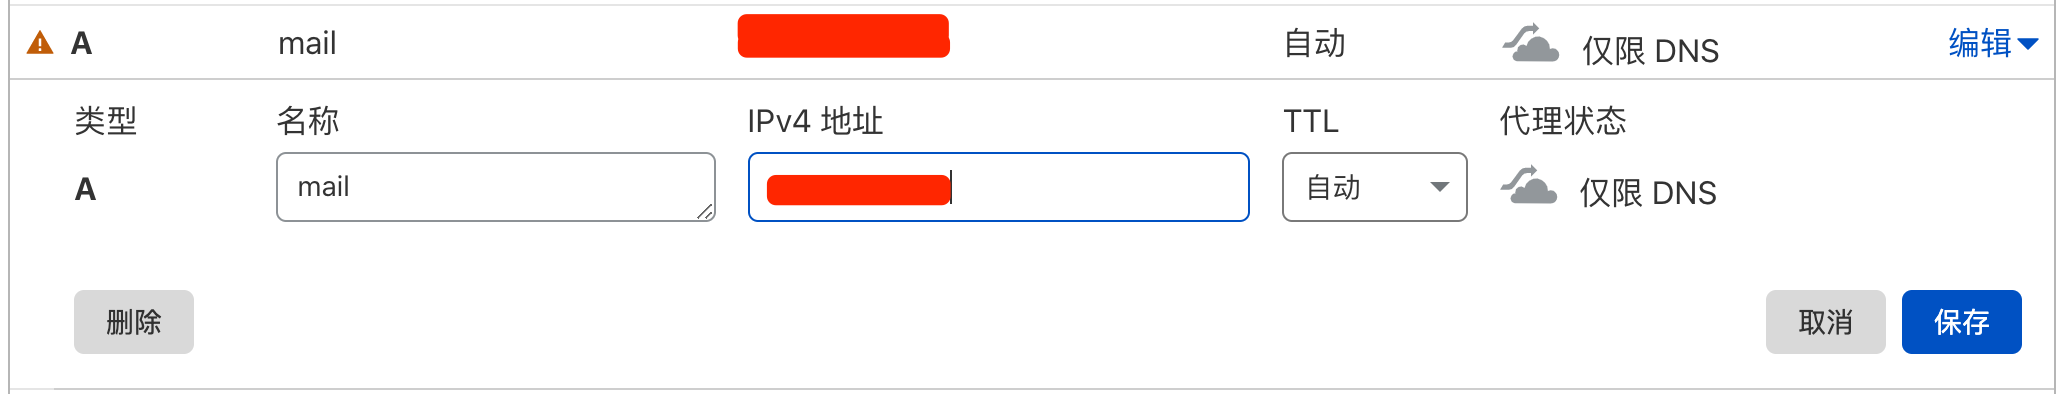 A mail 自动 仅限 DNS 编辑
类型 名称 IPv4 地址 TTL 代理状态
A mail 自动 仅限 DNS
删除 取消 保存